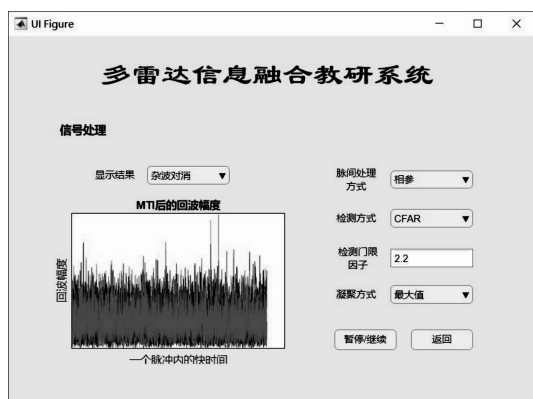 UI Figure
多雷达信息融合教研系统
信号处理
显示结果 杂波对消
MTI后的回波幅度
回波幅度
一个脉冲内的快时间
脉间处理
方式
相参
检测方式 CFAR
检测门限
因子
2.2
凝聚方式 最大值
暂停/继续 返回